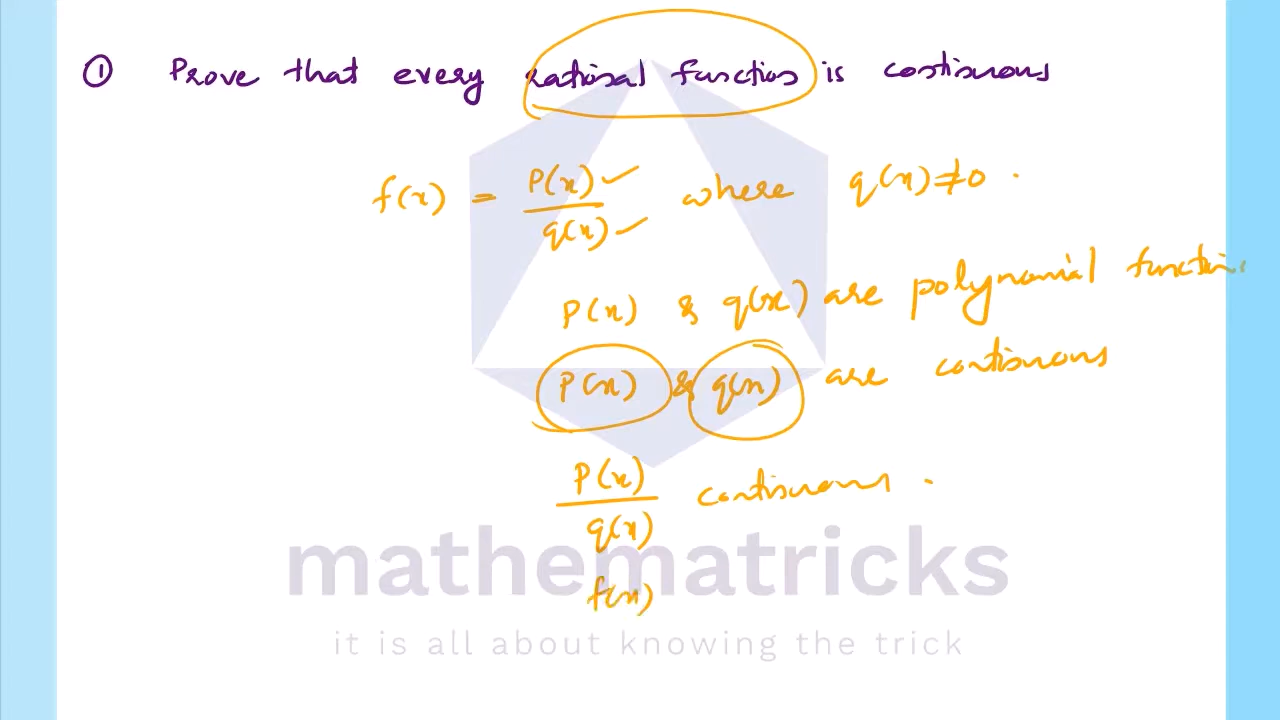 ① Prove that every rational function is continuous
f(x) = P(x)/q(x) where q(x) ≠ 0 .
P(x) & q(x) are polynomial function
P(x) & q(x) are continuous
P(x)/q(x) continuous .
f(x)
mathematricks
it is all about knowing the trick